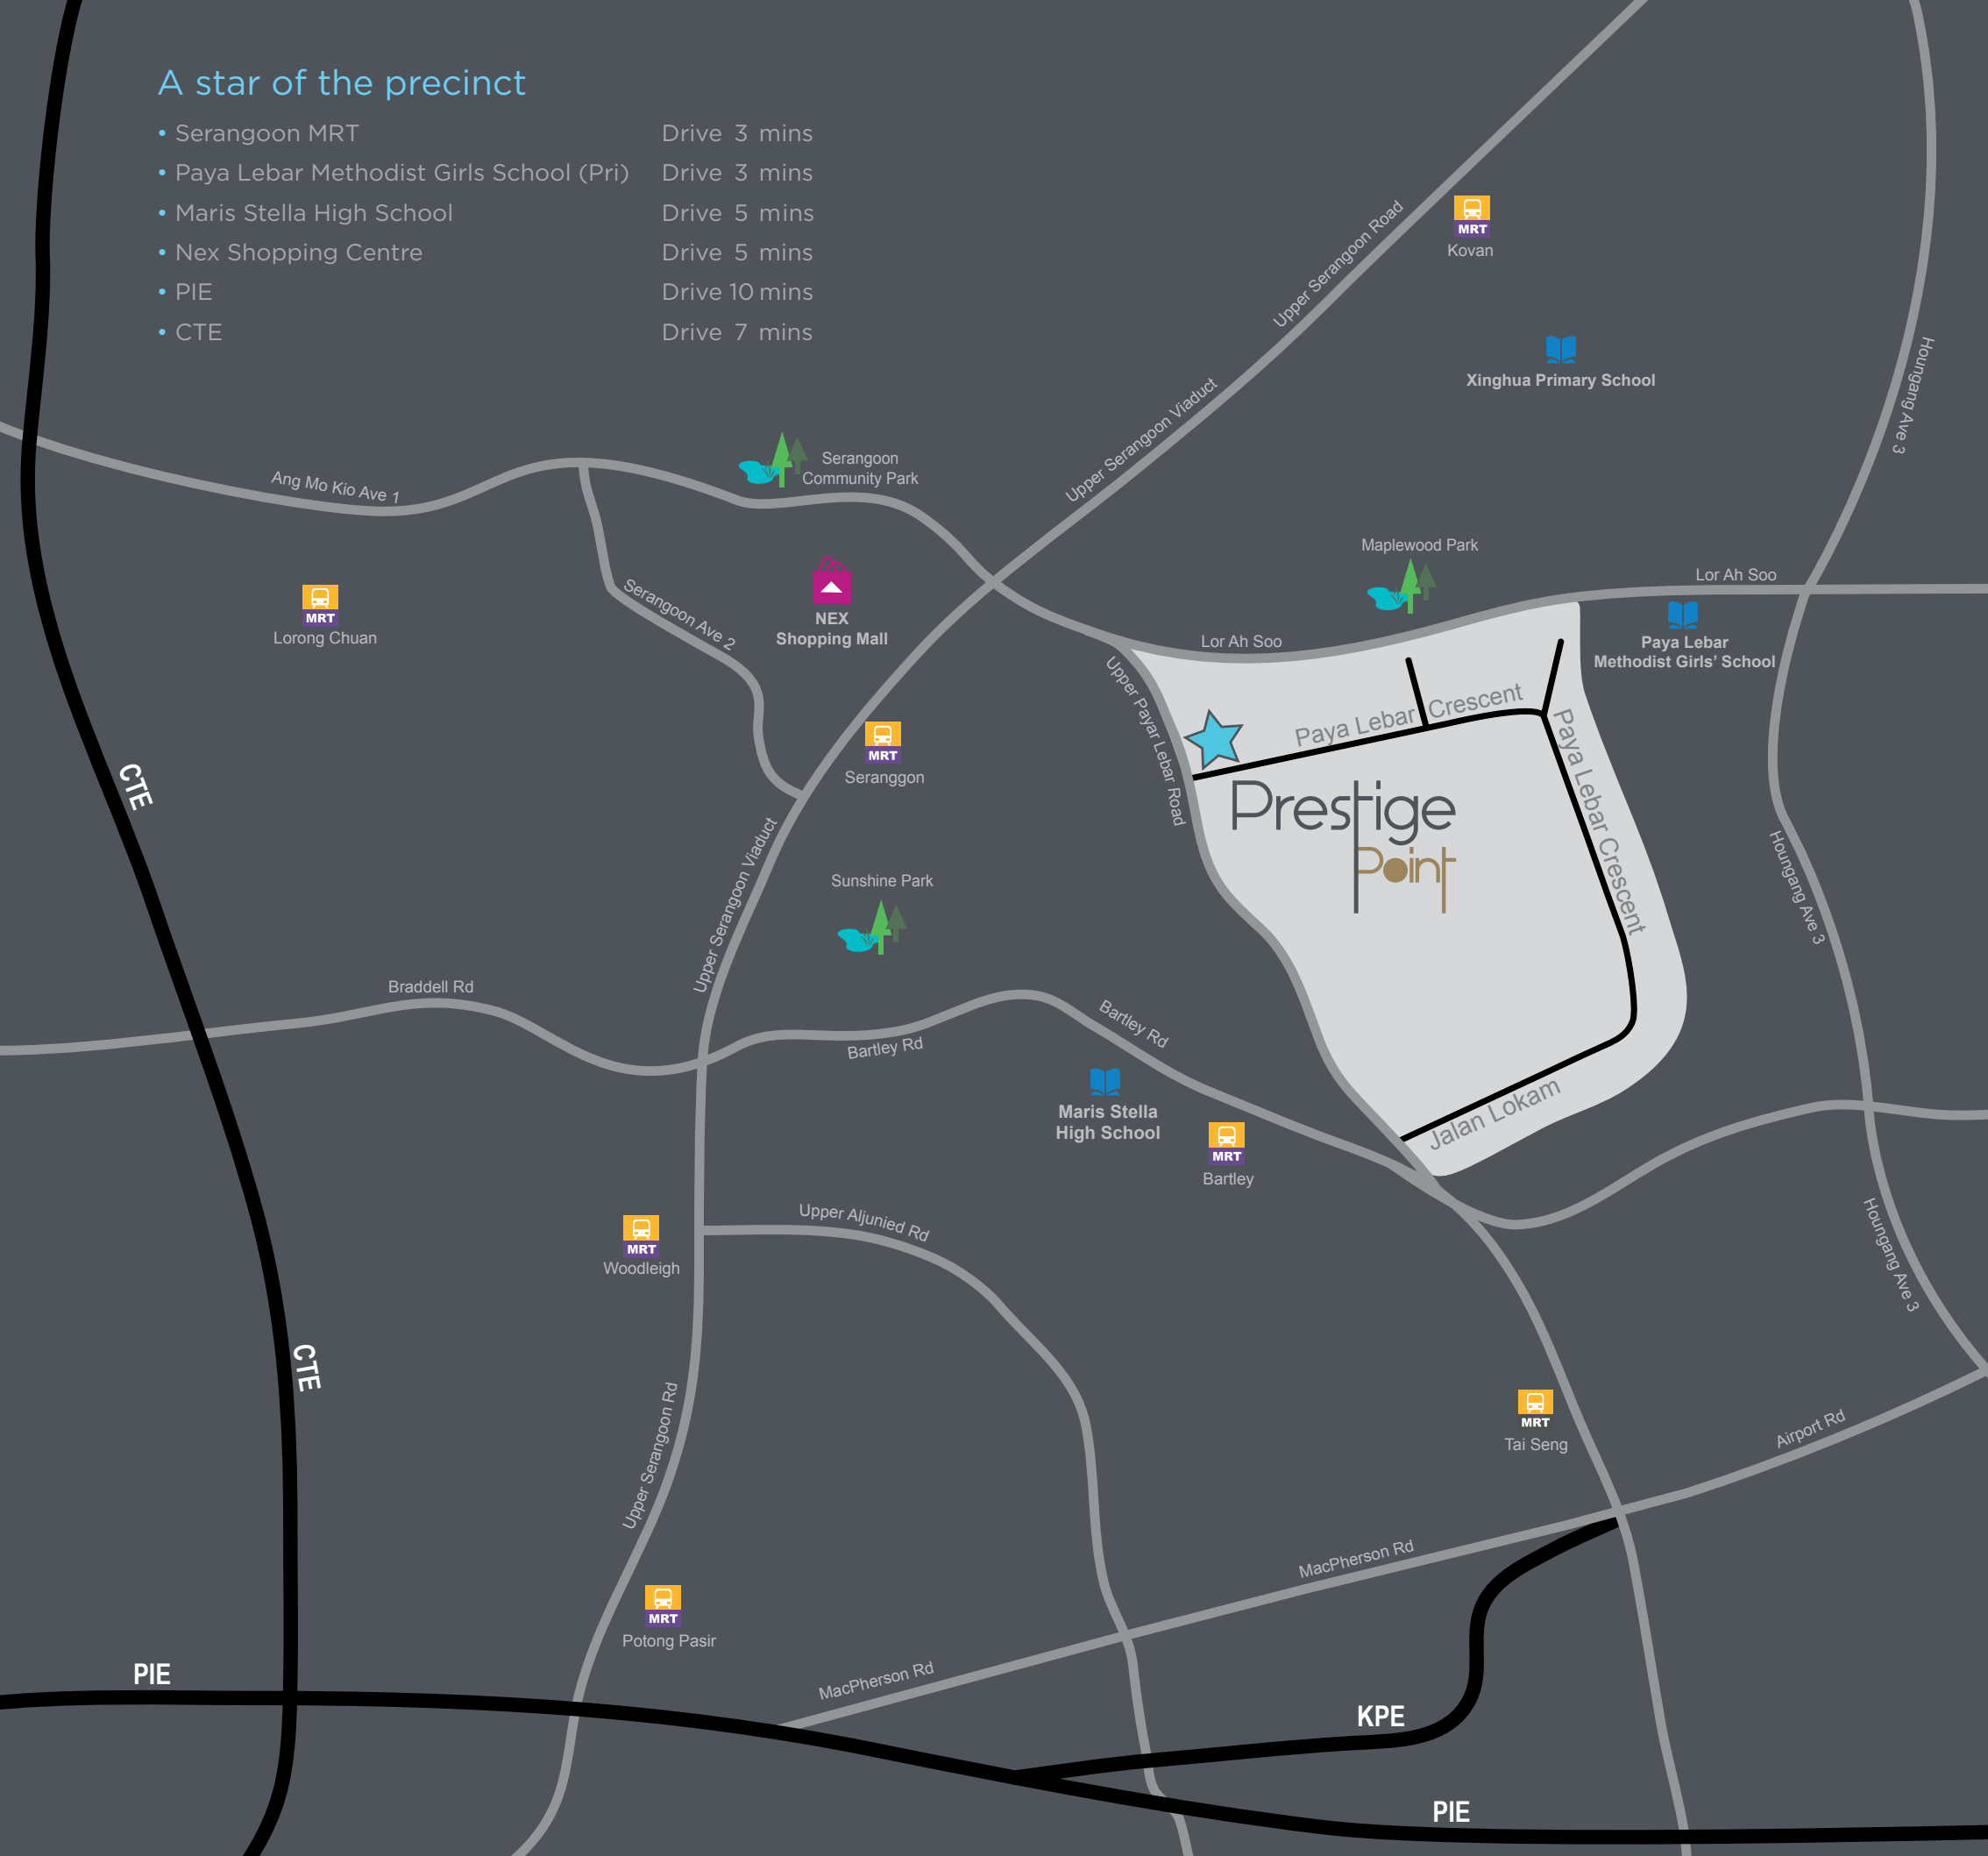 A star of the precinct
• Serangoon MRT Drive 3 mins
• Paya Lebar Methodist Girls School (Pri) Drive 3 mins
• Maris Stella High School Drive 5 mins
• Nex Shopping Centre Drive 5 mins
• PIE Drive 10 mins
• CTE Drive 7 mins
Upper Serangoon Road
MRT
Kovan
Xinghua Primary School
Houngang Ave 3
Upper Serangoon Viaduct
Serangoon
Community Park
Ang Mo Kio Ave 1
Maplewood Park
Lor Ah Soo
MRT
Lorong Chuan
Serangoon Ave 2
NEX
Shopping Mall
Lor Ah Soo
Paya Lebar
Methodist Girls' School
Upper Payar Lebar Road
Paya Lebar Crescent
Paya Lebar Crescent
MRT
Seranggon
CTE
Prestige
Point
Upper Serangoon Viaduct
Sunshine Park
Houngang Ave 3
Braddell Rd
Bartley Rd
Bartley Rd
Maris Stella
High School
Jalan Lokam
MRT
Bartley
Upper Aljunied Rd
MRT
Woodleigh
Houngang Ave 3
CTE
Upper Serangoon Rd
MRT
Tai Seng
Airport Rd
MacPherson Rd
MRT
Potong Pasir
PIE
MacPherson Rd
KPE
PIE